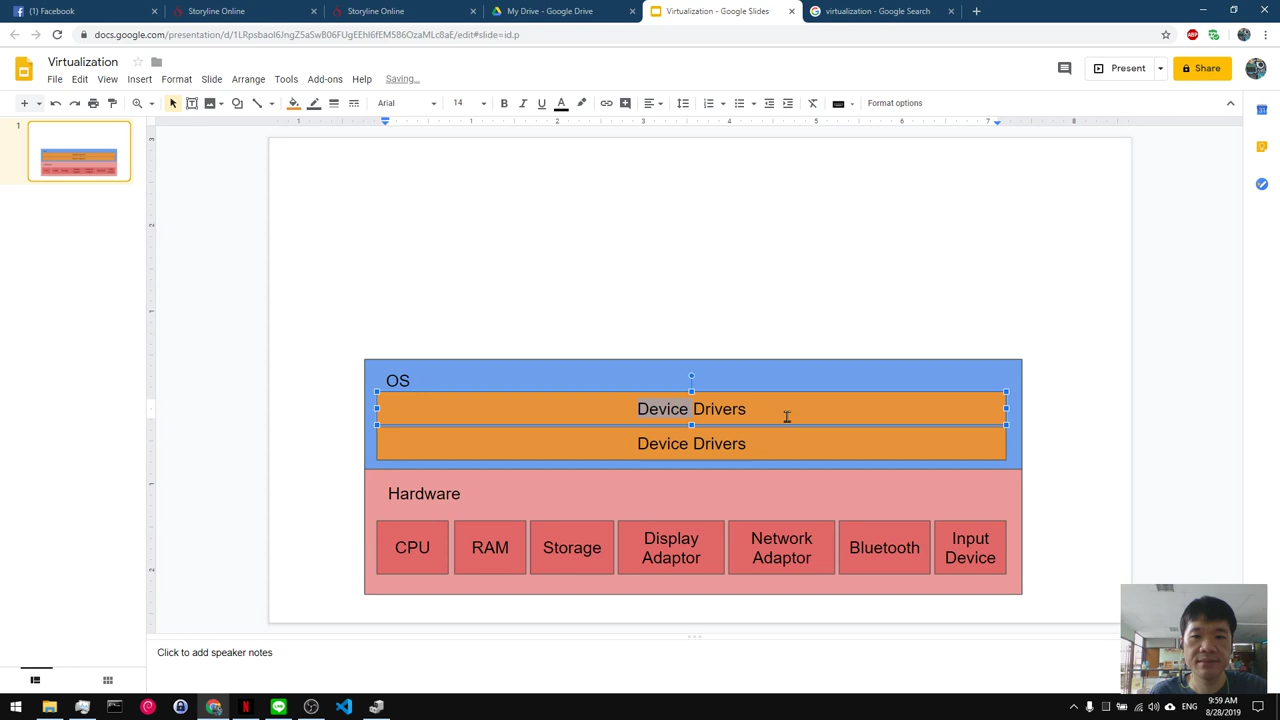 (1) Facebook
Storyline Online
Storyline Online
My Drive - Google Drive
Virtualization - Google Slides
virtualization - Google Search
docs.google.com/presentation/d/1LRpsbaoI6JngZ5aSwB06FUgEEhI6fEM586OzaMLc8aE/edit#slide=id.p
Virtualization
File Edit View Insert Format Slide Arrange Tools Add-ons Help Saving...
Present
Share
Arial
14
Format options
1
OS
Device Drivers
Device Drivers
Hardware
CPU
RAM
Storage
Display
Adaptor
Network
Adaptor
Bluetooth
Input
Device
Click to add speaker notes
ENG
9:59 AM
8/28/2019